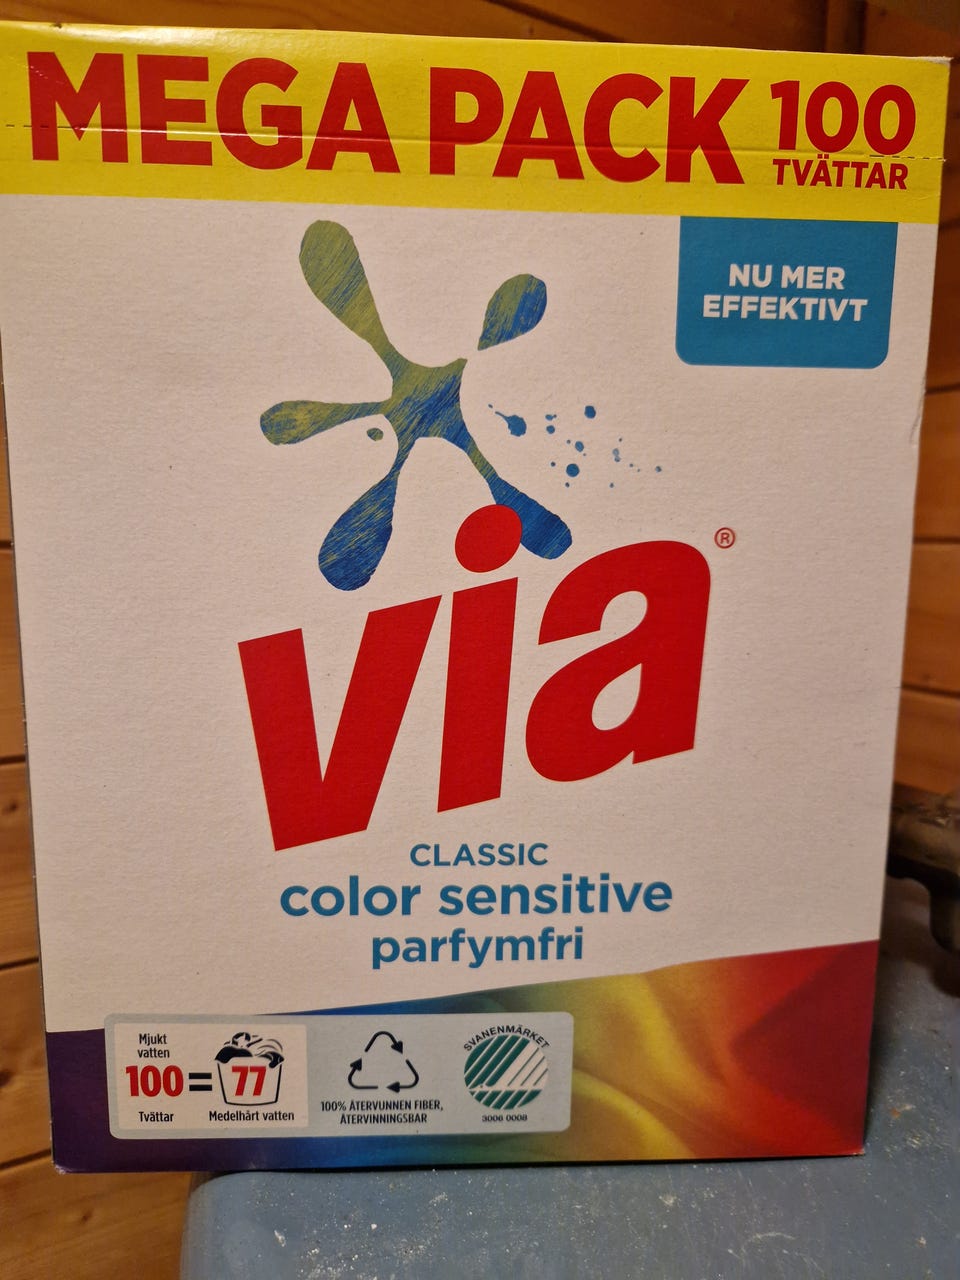 MEGA PACK 100
TVÄTTAR
NU MER
EFFEKTIVT
via®
CLASSIC
color sensitive
parfymfri
Mjukt
vatten
100 = 77
Tvättar Medelhårt vatten
100% ÅTERVUNNEN FIBER,
ÅTERVINNINGSBAR
SVANENMÄRKET
3006 0008